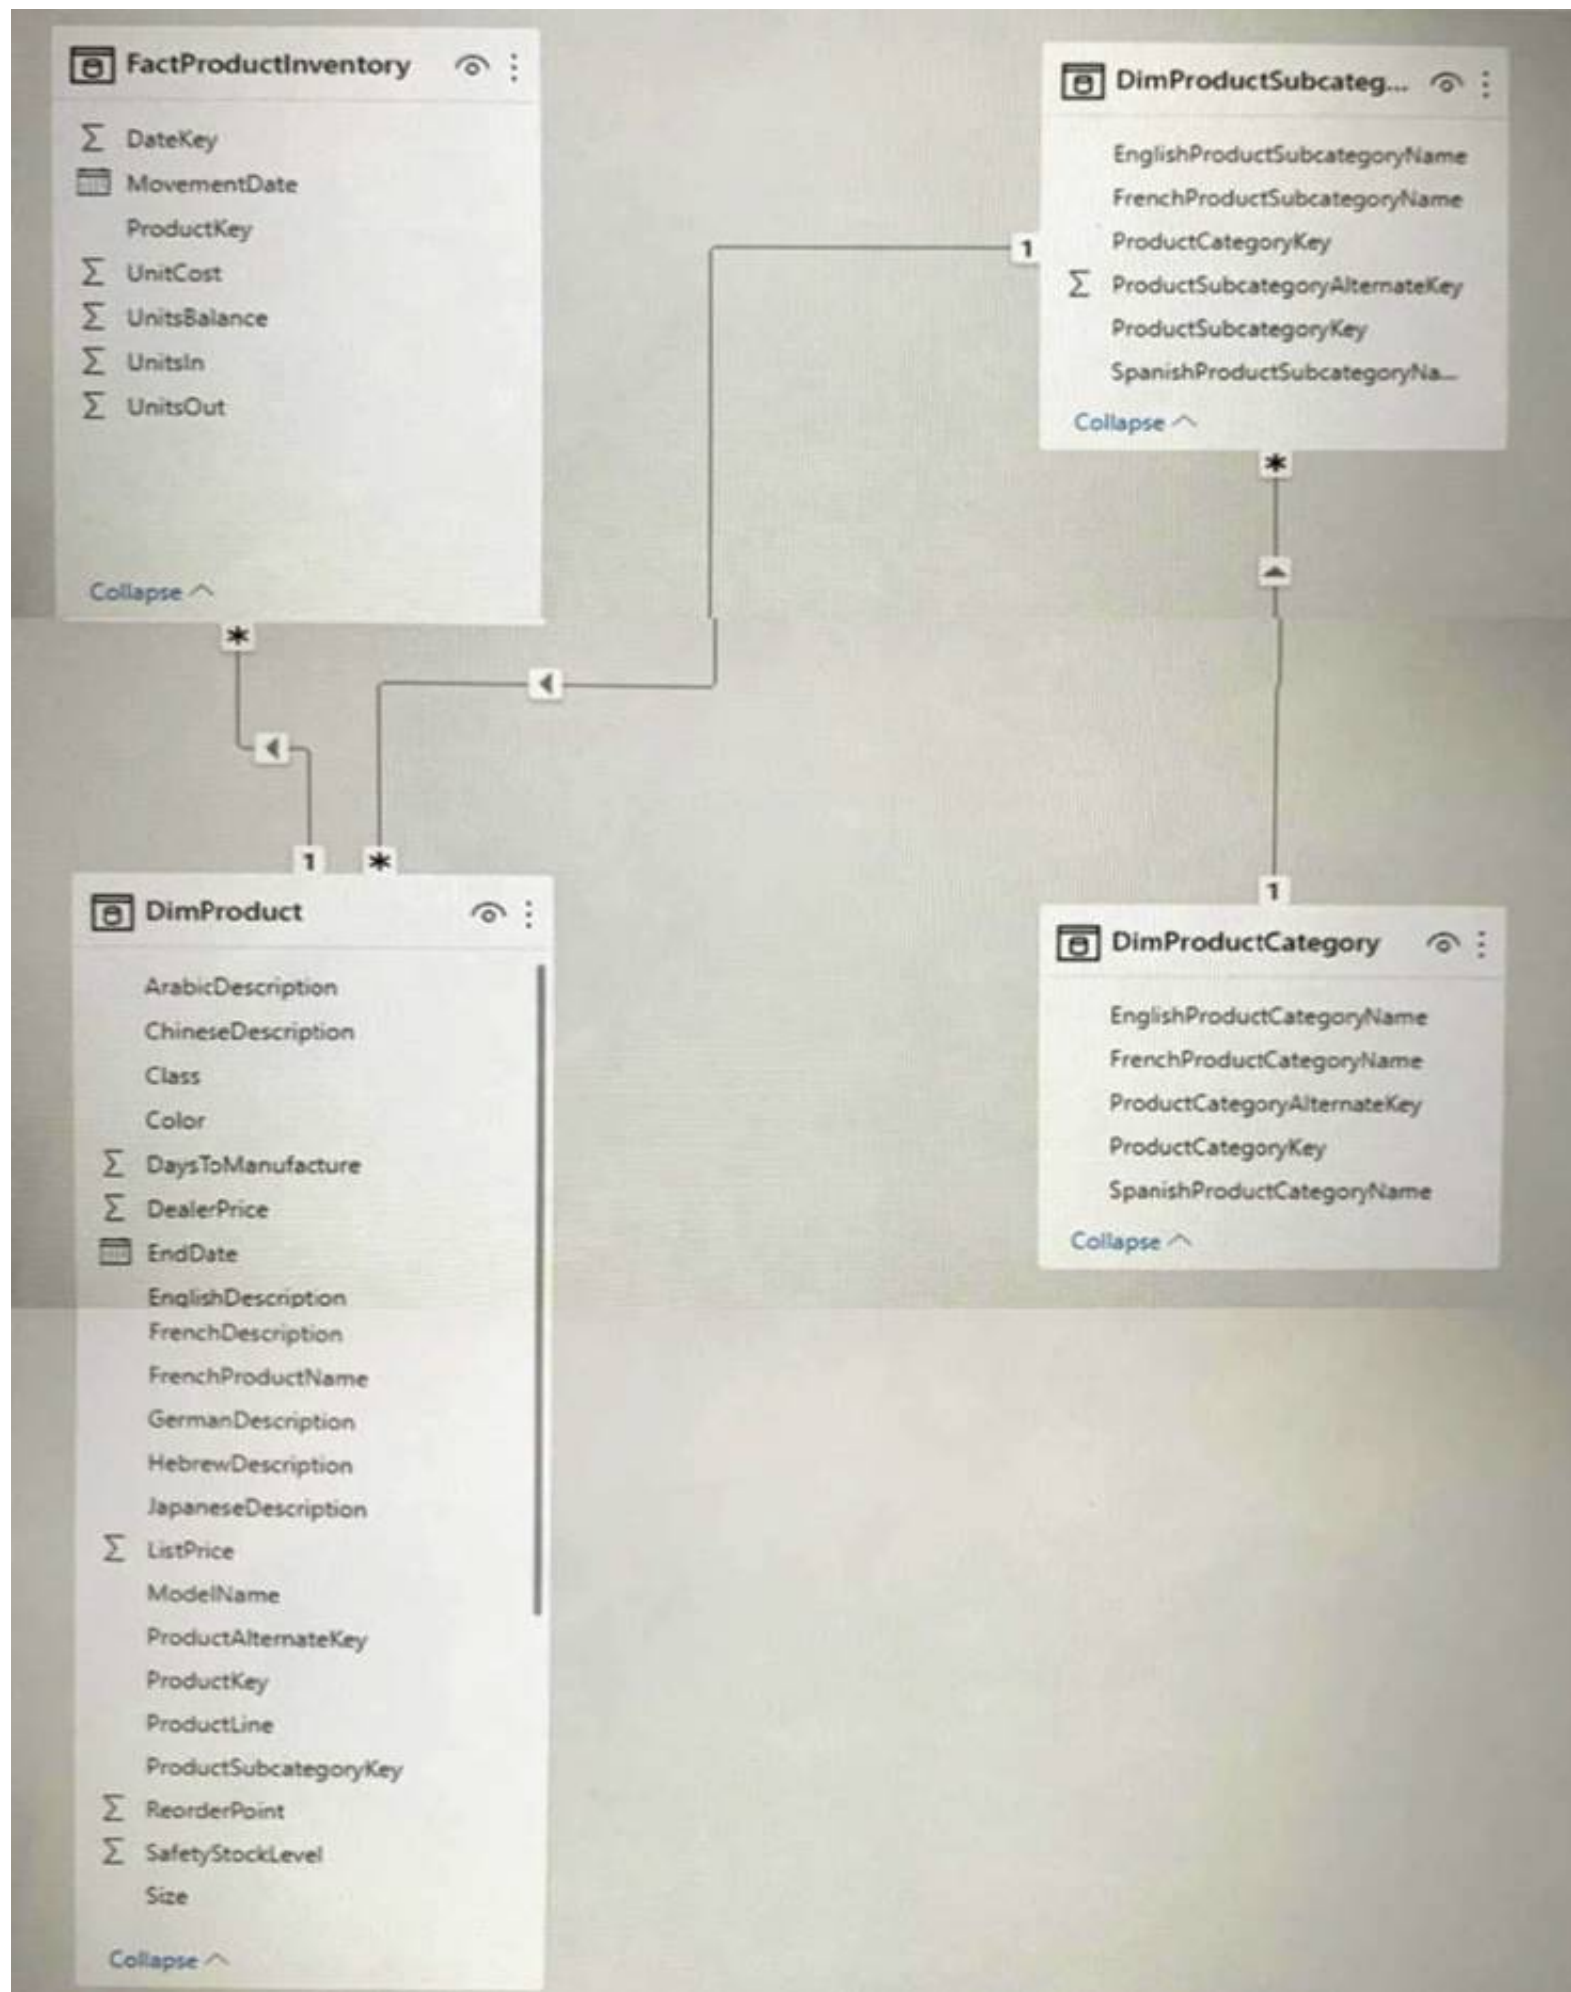 FactProductInventory
DateKey
MovementDate
ProductKey
UnitCost
UnitsBalance
UnitsIn
UnitsOut
Collapse
*
DimProductSubcateg...
EnglishProductSubcategoryName
FrenchProductSubcategoryName
1
ProductCategoryKey
ProductSubcategoryAlternateKey
ProductSubcategoryKey
SpanishProductSubcategoryNa...
Collapse
*
1
*
DimProduct
ArabicDescription
ChineseDescription
Class
Color
DaysToManufacture
DealerPrice
EndDate
EnglishDescription
FrenchDescription
FrenchProductName
GermanDescription
HebrewDescription
JapaneseDescription
ListPrice
ModelName
ProductAlternateKey
ProductKey
ProductLine
ProductSubcategoryKey
ReorderPoint
SafetyStockLevel
Size
Collapse
1
DimProductCategory
EnglishProductCategoryName
FrenchProductCategoryName
ProductCategoryAlternateKey
ProductCategoryKey
SpanishProductCategoryName
Collapse